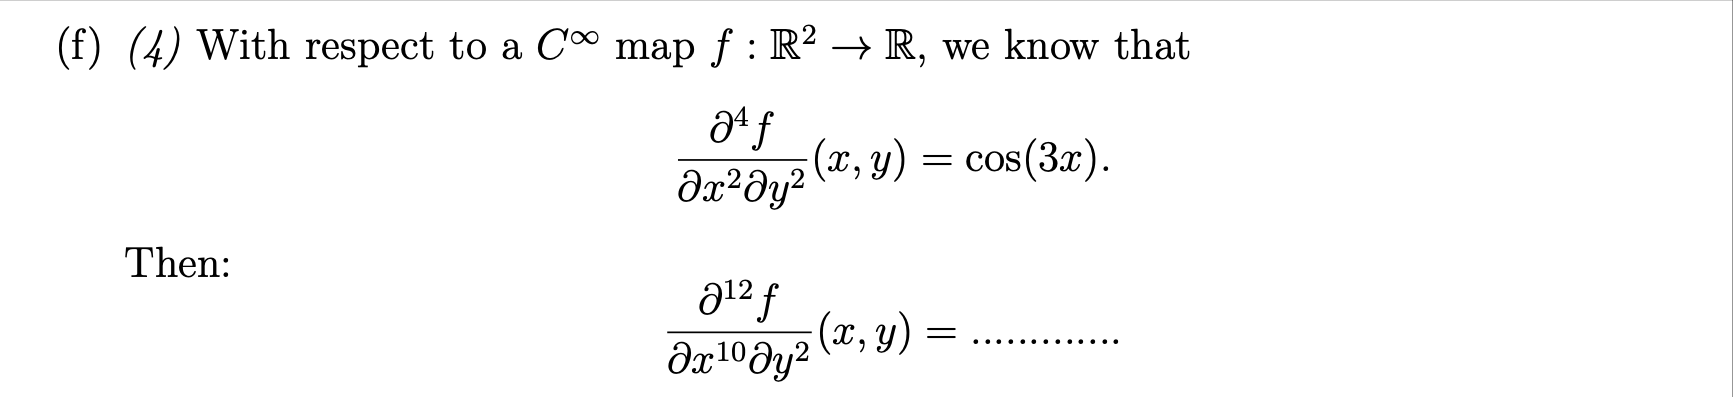 (f) (4) With respect to a C^∞ map f : ℝ² → ℝ, we know that
∂⁴f/∂x²∂y² (x, y) = cos(3x).
Then:
∂¹²f/∂x¹⁰∂y² (x, y) = .............